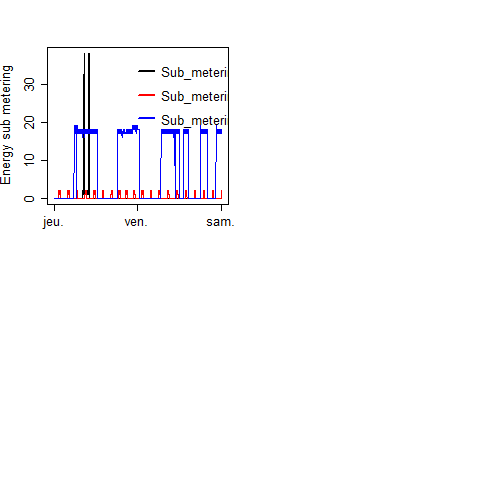 Energy sub metering
0
10
20
30
Sub_meteri
Sub_meteri
Sub_meteri
jeu.
ven.
sam.